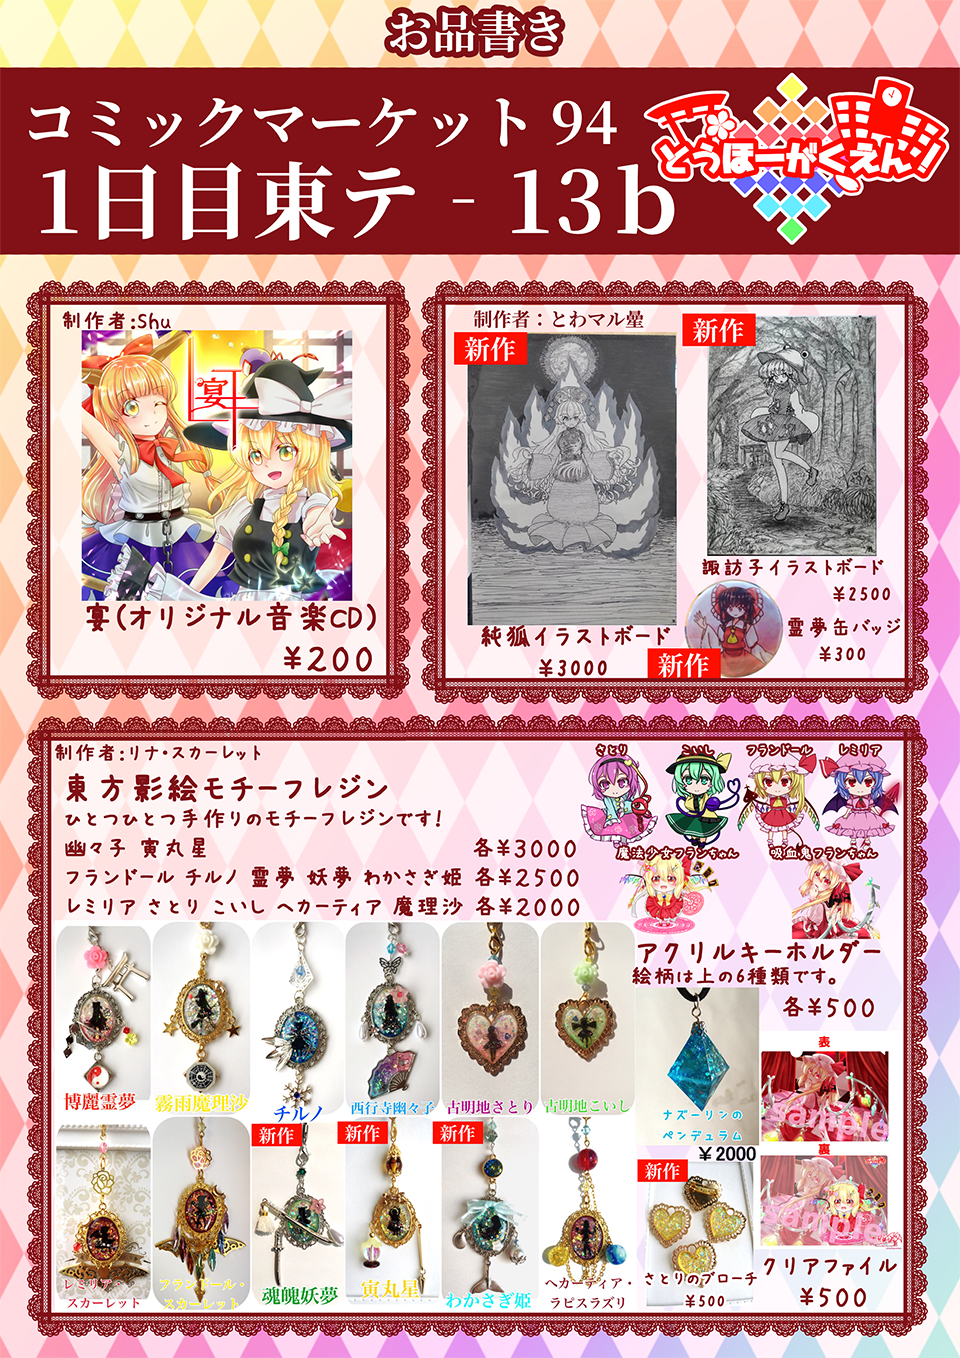 お品書き
コミックマーケット94
1日目東テ - 13b
とうほーがくえん!
制作者:Shu
宴
宴(オリジナル音楽CD)
¥200
制作者:とわマル曐
新作
新作
諏訪子イラストボード
¥2500
純狐イラストボード
¥3000
新作
霊夢缶バッジ
¥300
制作者:リナ・スカーレット
東方影絵モチーフレジン
ひとつひとつ手作りのモチーフレジンです!
幽々子 寅丸星 各¥3000
フランドール チルノ 霊夢 妖夢 わかさぎ姫 各¥2500
レミリア さとり こいし ヘカーティア 魔理沙 各¥2000
さとり こいし フランドール レミリア
魔法少女フランちゃん 吸血鬼フランちゃん
アクリルキーホルダー
絵柄は上の6種類です。
各¥500
博麗霊夢
霧雨魔理沙
チルノ
西行寺幽々子
古明地さとり
古明地こいし
ナズーリンの
ペンデュラム
¥2000
レミリア・
スカーレット
フランドール・
スカーレット
新作
魂魄妖夢
新作
寅丸星
新作
わかさぎ姫
ヘカーティア・
ラピスラズリ
新作
さとりのブローチ
¥500
表
sample
裏
sample
クリアファイル
¥500